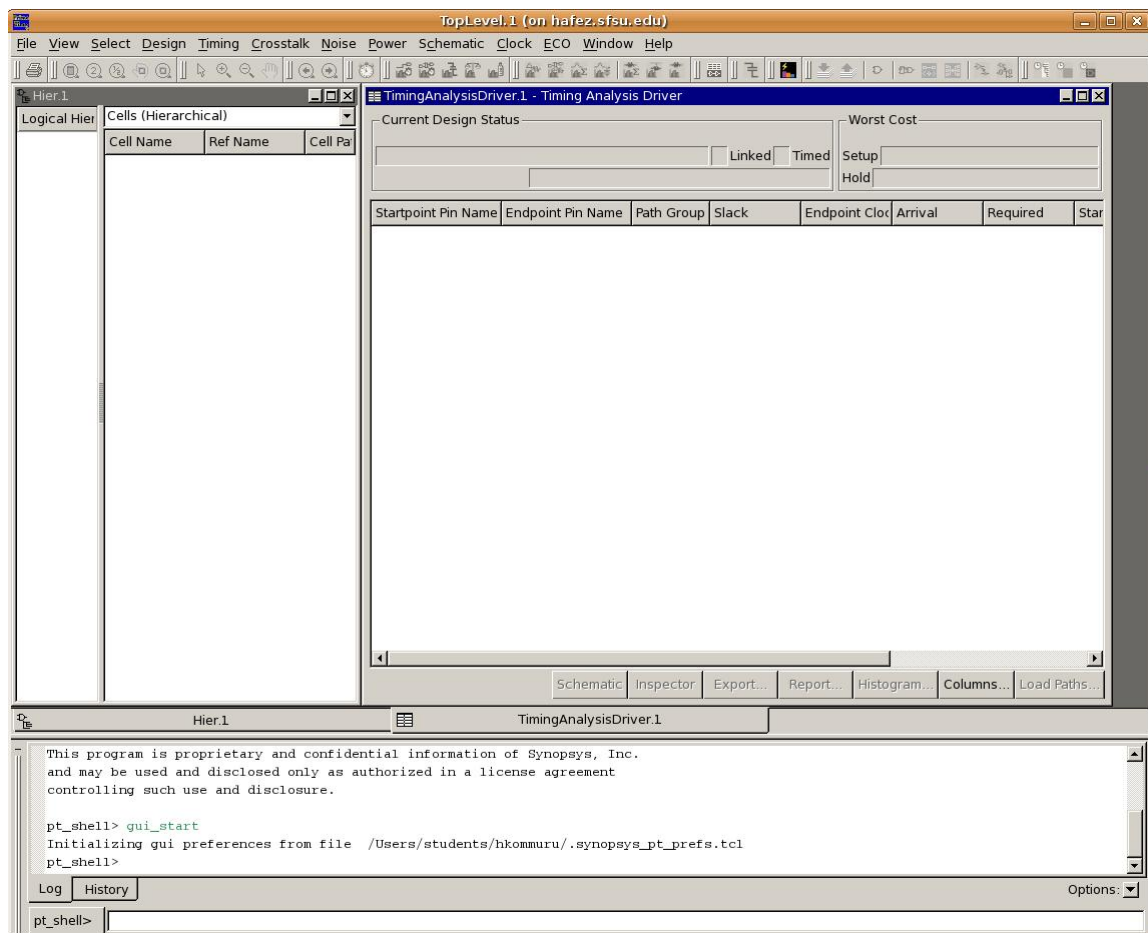 TopLevel.1 (on hafez.sfsu.edu)
File View Select Design Timing Crosstalk Noise Power Schematic Clock ECO Window Help
Hier.1
TimingAnalysisDriver.1 - Timing Analysis Driver
Logical Hier
Cells (Hierarchical)
Cell Name Ref Name Cell Pa
Current Design Status
Linked Timed
Worst Cost
Setup
Hold
Startpoint Pin Name Endpoint Pin Name Path Group Slack Endpoint Cloc Arrival Required Star
Schematic Inspector Export... Report... Histogram... Columns... Load Paths...
Hier.1 TimingAnalysisDriver.1
This program is proprietary and confidential information of Synopsys, Inc.
and may be used and disclosed only as authorized in a license agreement
controlling such use and disclosure.
pt_shell> gui_start
Initializing gui preferences from file /Users/students/hkommuru/.synopsys_pt_prefs.tcl
pt_shell>
Log History Options:
pt_shell>